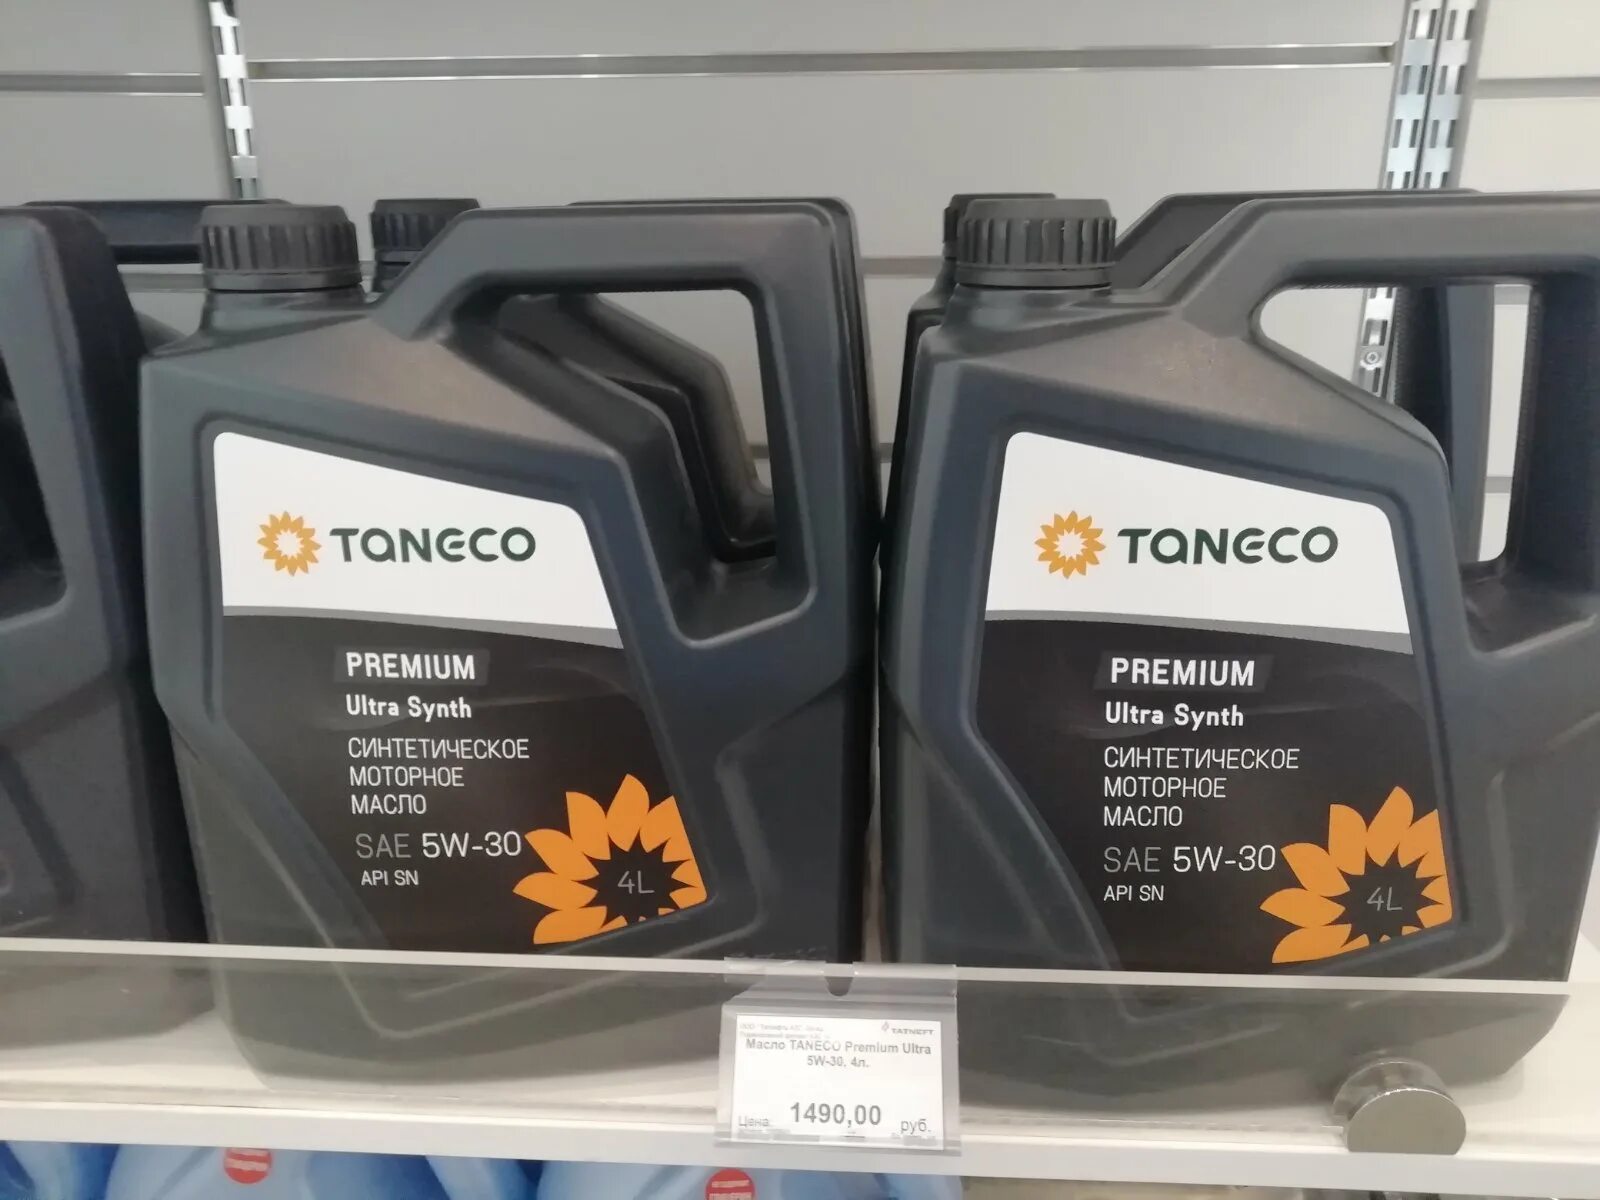 TANECO
PREMIUM
Ultra Synth
СИНТЕТИЧЕСКОЕ
МОТОРНОЕ
МАСЛО
SAE 5W-30
API SN
4L
TANECO
PREMIUM
Ultra Synth
СИНТЕТИЧЕСКОЕ
МОТОРНОЕ
МАСЛО
SAE 5W-30
API SN
4L
TATNEFT
Масло TANECO Premium Ultra
5W-30, 4л.
Цена: 1490,00 руб.